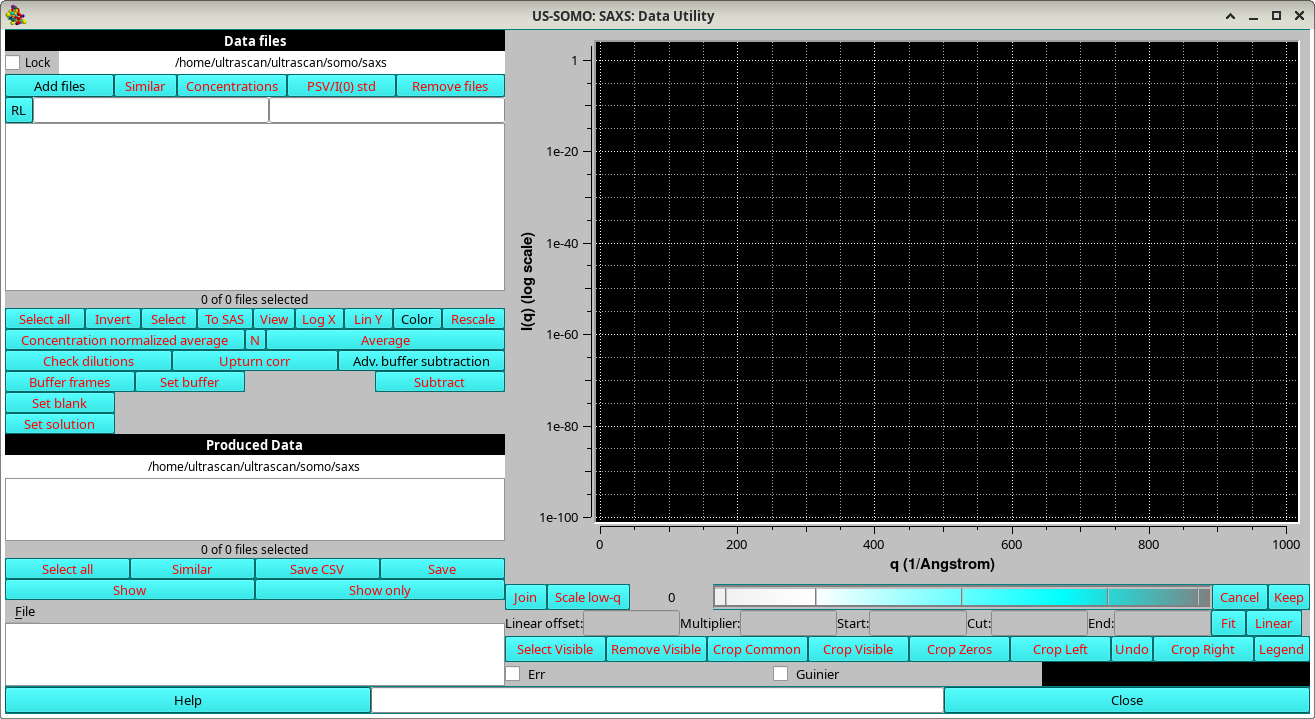 US-SOMO: SAXS: Data Utility
Data files
Lock /home/ultrascan/ultrascan/somo/saxs
Add files Similar Concentrations PSV/I(0) std Remove files
RL
0 of 0 files selected
Select all Invert Select To SAS View Log X Lin Y Color Rescale
Concentration normalized average N Average
Check dilutions Upturn corr Adv. buffer subtraction
Buffer frames Set buffer Subtract
Set blank
Set solution
Produced Data
/home/ultrascan/ultrascan/somo/saxs
0 of 0 files selected
Select all Similar Save CSV Save
Show Show only
File
I(q) (log scale)
1
1e-20
1e-40
1e-60
1e-80
1e-100
0 200 400 600 800 1000
q (1/Angstrom)
Join Scale low-q 0 Cancel Keep
Linear offset: Multiplier: Start: Cut: End: Fit Linear
Select Visible Remove Visible Crop Common Crop Visible Crop Zeros Crop Left Undo Crop Right Legend
Err Guinier
Help Close